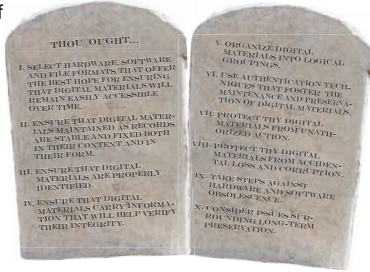 f
THOU OUGHT...
I. SELECT HARDWARE, SOFTWARE
AND FILE FORMATS THAT OFFER
THE BEST HOPE FOR ENSURING
THAT DIGITAL MATERIALS WILL
REMAIN EASILY ACCESSIBLE
OVER TIME.
II. ENSURE THAT DIGITAL MATER-
IALS MAINTAINED AS RECORDS
ARE STABLE AND FIXED BOTH
IN THEIR CONTENT AND IN
THEIR FORM.
III. ENSURE THAT DIGITAL
MATERIALS ARE PROPERLY
IDENTIFIED.
IV. ENSURE THAT DIGITAL
MATERIALS CARRY INFORMA-
TION THAT WILL HELP VERIFY
THEIR INTEGRITY.
V. ORGANIZE DIGITAL
MATERIALS INTO LOGICAL
GROUPINGS.
VI. USE AUTHENTICATION TECH-
NIQUES THAT FOSTER THE
MAINTENANCE AND PRESERVA-
TION OF DIGITAL MATERIALS.
VII. PROTECT THY DIGITAL
MATERIALS FROM UNATH-
ORIZED ACTION.
VIII. PROTECT THY DIGITAL
MATERIALS FROM ACCIDEN-
TAL LOSS AND CORRUPTION.
IX. TAKE STEPS AGAINST
HARDWARE AND SOFTWARE
OBSOLESCENCE.
X. CONSIDER ISSUES SUR-
ROUNDING LONG-TERM
PRESERVATION.